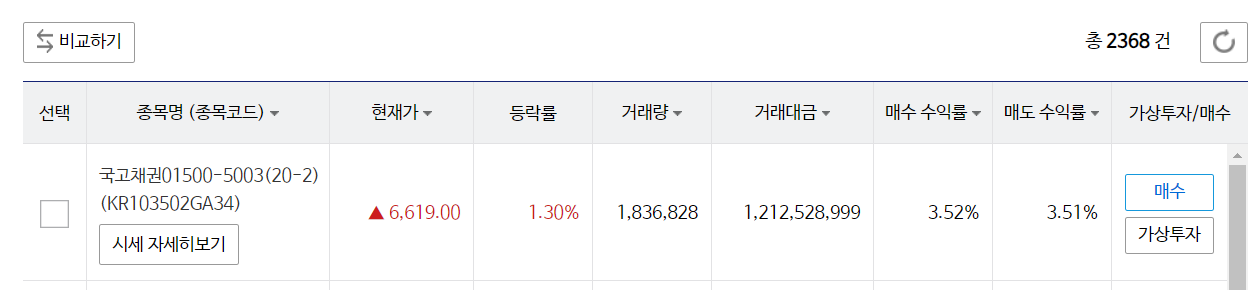 비교하기
총 2368 건
선택 종목명 (종목코드) 현재가 등락률 거래량 거래대금 매수 수익률 매도 수익률 가상투자/매수
국고채권01500-5003(20-2)
(KR103502GA34)
시세 자세히보기
▲ 6,619.00 1.30% 1,836,828 1,212,528,999 3.52% 3.51%
매수
가상투자